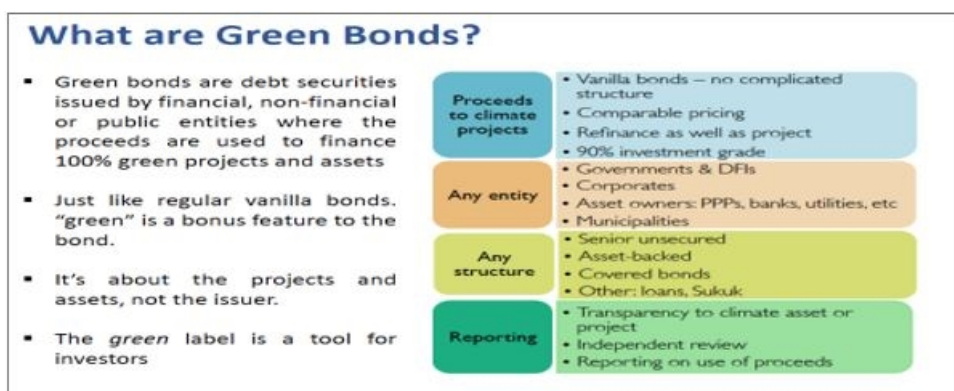 What are Green Bonds?
▪ Green bonds are debt securities
issued by financial, non-financial
or public entities where the
proceeds are used to finance
100% green projects and assets
▪ Just like regular vanilla bonds.
“green” is a bonus feature to the
bond.
▪ It’s about the projects and
assets, not the issuer.
▪ The green label is a tool for
investors
Proceeds
to climate
projects
• Vanilla bonds – no complicated
structure
• Comparable pricing
• Refinance as well as project
• 90% investment grade
Any entity
• Governments & DFIs
• Corporates
• Asset owners: PPPs, banks, utilities, etc
• Municipalities
Any
structure
• Senior unsecured
• Asset-backed
• Covered bonds
• Other: loans, Sukuk
Reporting
• Transparency to climate asset or
project
• Independent review
• Reporting on use of proceeds